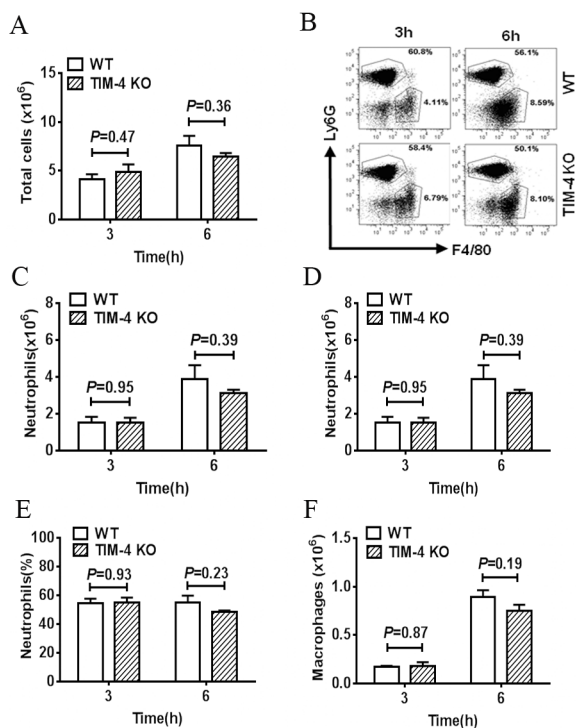 A
WT
TIM-4 KO
Total cells (x10⁶)
15
10
5
0
P=0.47
P=0.36
3
6
Time(h)
B
3h
6h
60.8%
4.11%
56.1%
8.59%
WT
58.4%
6.79%
50.1%
8.10%
TIM-4 KO
Ly6G
F4/80
C
WT
TIM-4 KO
Neutrophils(x10⁶)
8
6
4
2
0
P=0.95
P=0.39
3
6
Time(h)
D
WT
TIM-4 KO
Neutrophils(x10⁶)
8
6
4
2
0
P=0.95
P=0.39
3
6
Time(h)
E
WT
TIM-4 KO
Neutrophils(%)
100
80
60
40
20
0
P=0.93
P=0.23
3
6
Time(h)
F
WT
TIM-4 KO
Macrophages (x10⁶)
1.5
1.0
0.5
0.0
P=0.87
P=0.19
3
6
Time(h)